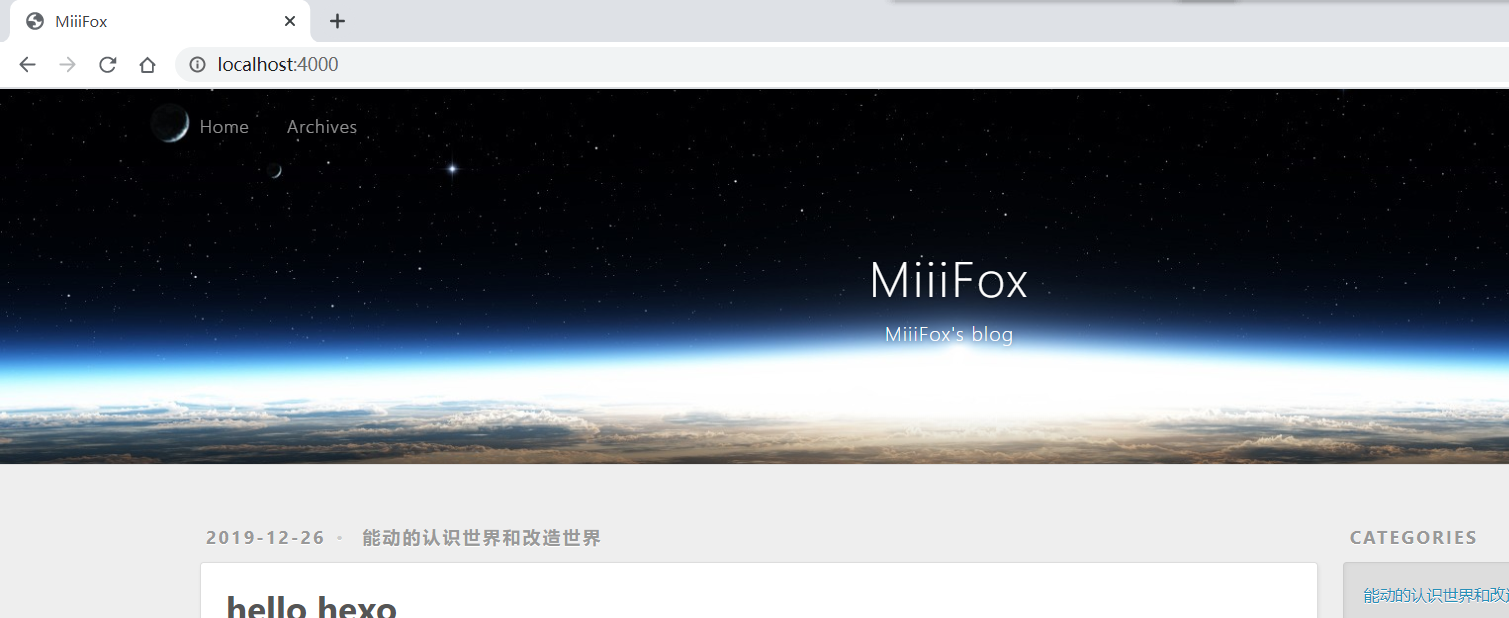 MiiiFox
localhost:4000
Home Archives
MiiiFox
MiiiFox's blog
2019-12-26 • 能动的认识世界和改造世界
CATEGORIES
hello hexo
能动的认识世界和改